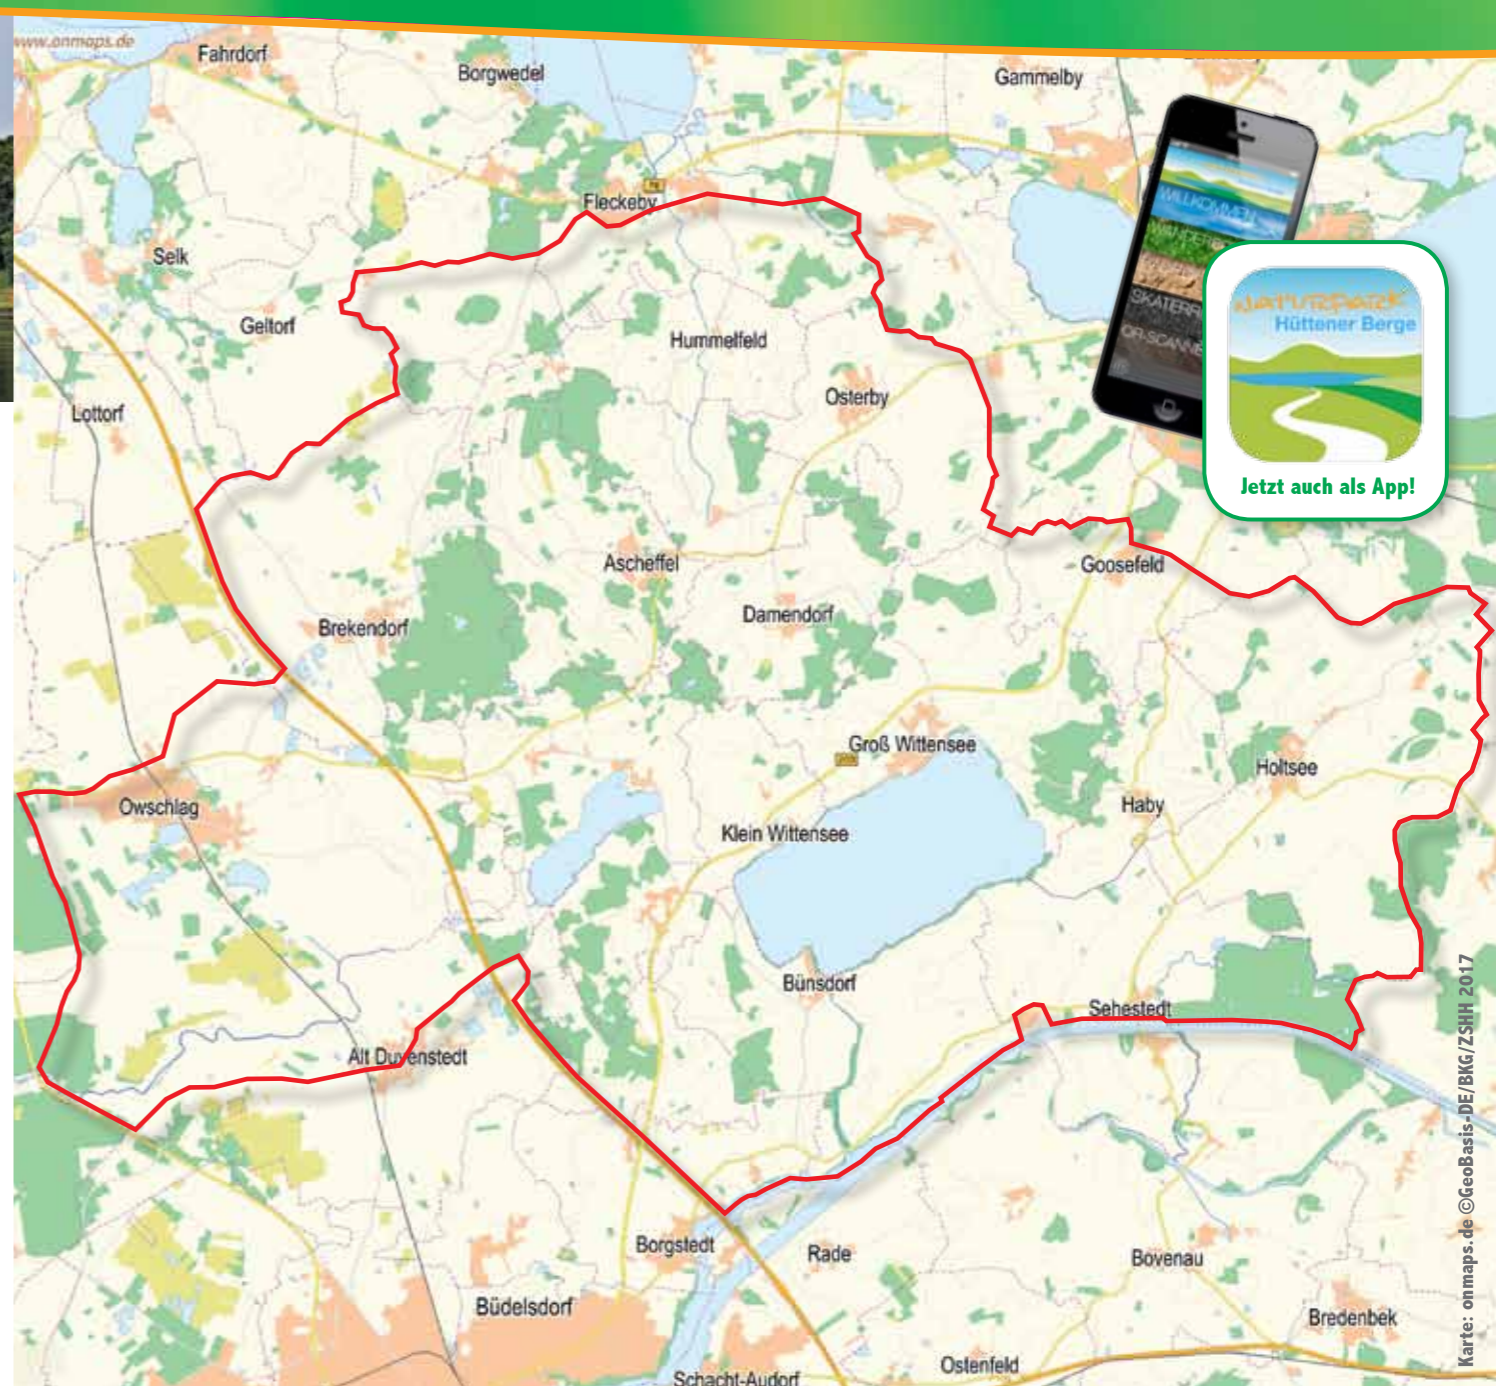 www.onmaps.de
Fahrdorf
Borgwedel
Gammelby
Fleckeby
Selk
Geltorf
Hummelfeld
Osterby
Lottorf
WILLKOMMEN
NATURPARK
Hüttener Berge
Jetzt auch als App!
Ascheffel
Goosefeld
Damendorf
Brekendorf
Groß Wittensee
Holtsee
Owschlag
Haby
Klein Wittensee
Bünsdorf
Sehestedt
Alt Duvenstedt
Borgstedt
Rade
Bovenau
Büdelsdorf
Bredenbek
Ostenfeld
Schacht-Audorf
Karte: onmaps.de ©GeoBasis-DE/BKG/ZSHH 2017